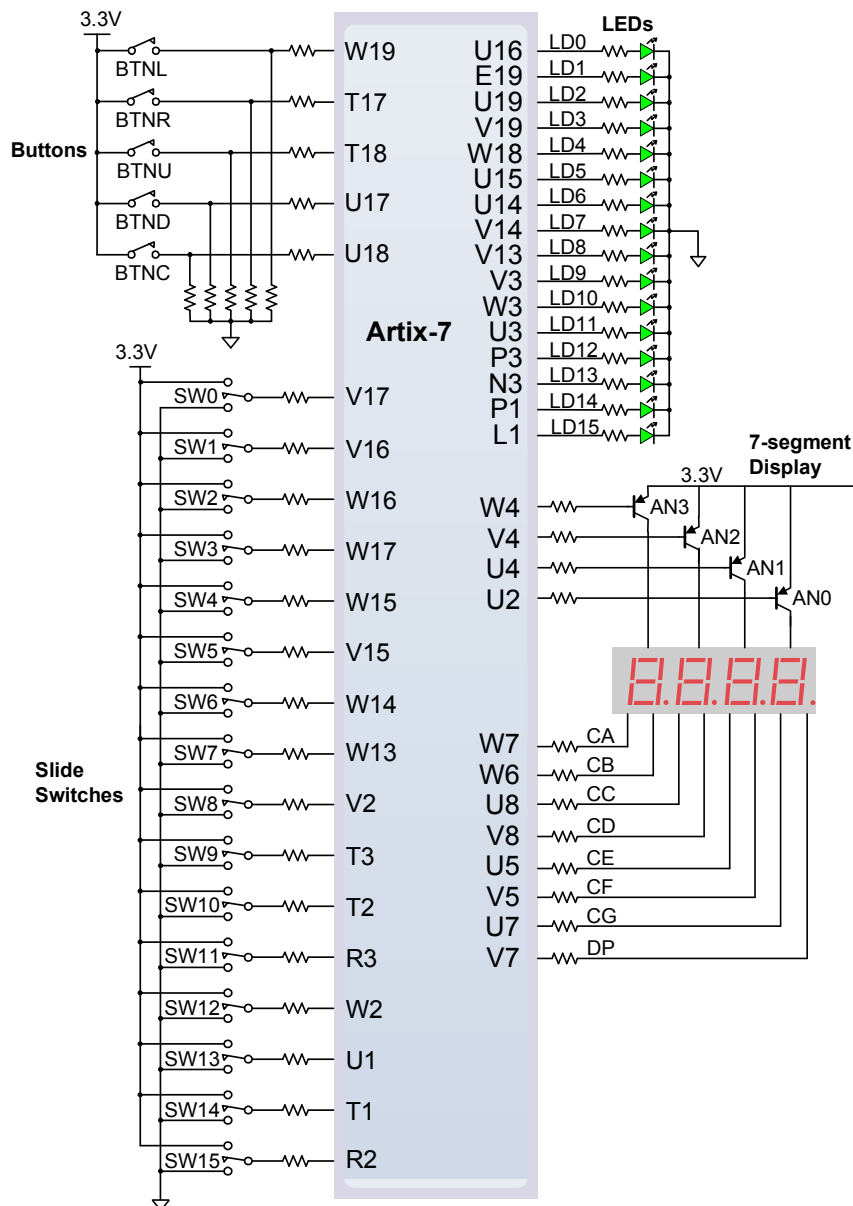 3.3V
Buttons
BTNL
BTNR
BTNU
BTND
BTNC
W19
T17
T18
U17
U18
Artix-7
3.3V
Slide
Switches
SW0
SW1
SW2
SW3
SW4
SW5
SW6
SW7
SW8
SW9
SW10
SW11
SW12
SW13
SW14
SW15
V17
V16
W16
W17
W15
V15
W14
W13
V2
T3
T2
R3
W2
U1
T1
R2
LEDs
U16 LD0
E19 LD1
U19 LD2
V19 LD3
W18 LD4
U15 LD5
U14 LD6
V14 LD7
V13 LD8
V3 LD9
W3 LD10
U3 LD11
P3 LD12
N3 LD13
P1 LD14
L1 LD15
7-segment
Display
3.3V
W4 AN3
V4 AN2
U4 AN1
U2 AN0
8.8.8.8.
W7 CA
W6 CB
U8 CC
V8 CD
U5 CE
V5 CF
U7 CG
V7 DP